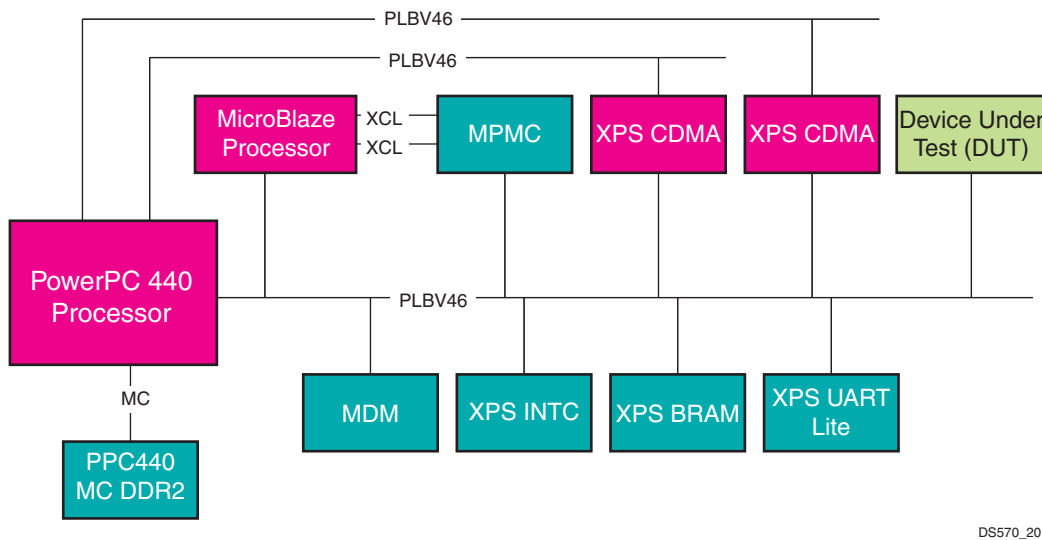 PLBV46
PLBV46
MicroBlaze
Processor
XCL
XCL
MPMC
XPS CDMA
XPS CDMA
Device Under
Test (DUT)
PowerPC 440
Processor
PLBV46
MC
MDM
XPS INTC
XPS BRAM
XPS UART
Lite
PPC440
MC DDR2
DS570_20